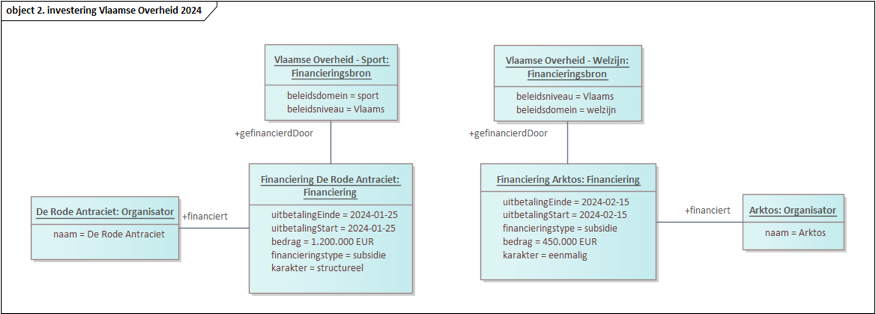 object 2. investering Vlaamse Overheid 2024
Vlaamse Overheid - Sport:
Financieringsbron
beleidsdomein = sport
beleidsniveau = Vlaams
+gefinancierdDoor
Financiering De Rode Antraciet:
Financiering
uitbetalingEinde = 2024-01-25
uitbetalingStart = 2024-01-25
bedrag = 1.200.000 EUR
financieringstype = subsidie
karakter = structureel
+financiert
De Rode Antraciet: Organisator
naam = De Rode Antraciet
Vlaamse Overheid - Welzijn:
Financieringsbron
beleidsniveau = Vlaams
beleidsdomein = welzijn
+gefinancierdDoor
Financiering Arktos: Financiering
uitbetalingEinde = 2024-02-15
uitbetalingStart = 2024-02-15
financieringstype = subsidie
bedrag = 450.000 EUR
karakter = eenmalig
+financiert
Arktos: Organisator
naam = Arktos